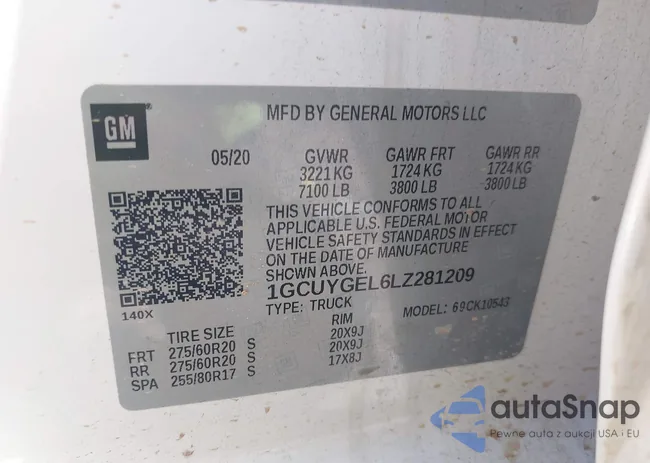 GM
MFD BY GENERAL MOTORS LLC
05/20 GVWR GAWR FRT GAWR RR
3221 KG 1724 KG 1724 KG
7100 LB 3800 LB 3800 LB
THIS VEHICLE CONFORMS TO ALL
APPLICABLE U.S. FEDERAL MOTOR
VEHICLE SAFETY STANDARDS IN EFFECT
ON THE DATE OF MANUFACTURE
SHOWN ABOVE.
1GCUYGEL6LZ281209
140X
TYPE: TRUCK MODEL: 69CK10543
TIRE SIZE RIM
FRT 275/60R20 S 20X9J
RR 275/60R20 S 20X9J
SPA 255/80R17 S 17X8J
autaSnap
Pewne auta z aukcji USA i EU